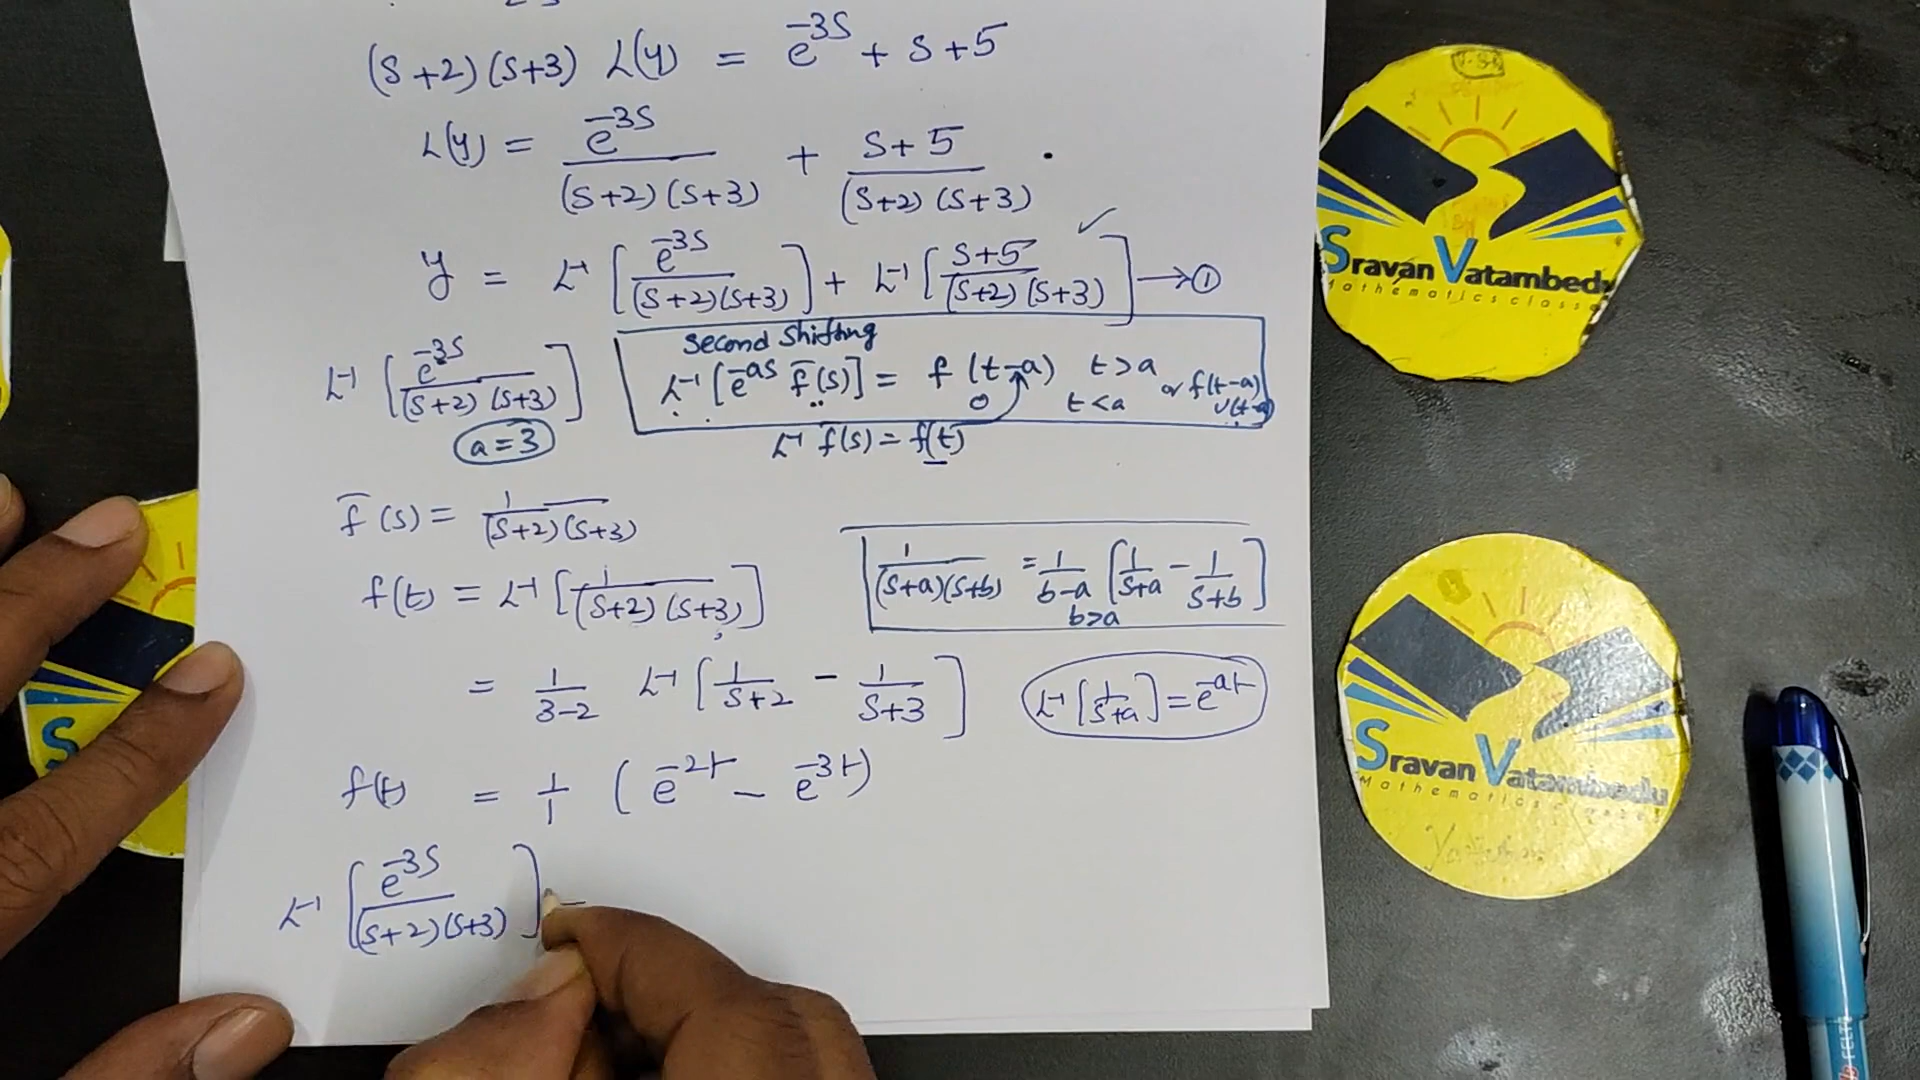 (S+2)(S+3) L(y) = e^-3S + S+5
L(y) = e^-3S/(S+2)(S+3) + S+5/(S+2)(S+3) .
y = L^-1 [e^-3S/(S+2)(S+3)] + L^-1 [S+5/(S+2)(S+3)] → ① ✓
Second Shifting
L^-1 [e^-3S/(S+2)(S+3)]
L^-1 [e^-as f̄(s)] = f(t-a) t>a or f(t-a)
0 t<a U(t-a)
a=3
L^-1 f̄(s) = f(t)
f̄(s) = 1/(S+2)(S+3)
1/(S+a)(S+b) = 1/b-a [1/S+a - 1/S+b]
b>a
f(t) = L^-1 [1/(S+2)(S+3)]
= 1/3-2 L^-1 [1/S+2 - 1/S+3]
L^-1 [1/S+a] = e^-at
f(t) = 1/1 (e^-2t - e^-3t)
L^-1 [e^-3S/(S+2)(S+3)] =
Sravan Vatambedu
Mathematics classes
Sravan Vatambedu
Mathematics classes
S